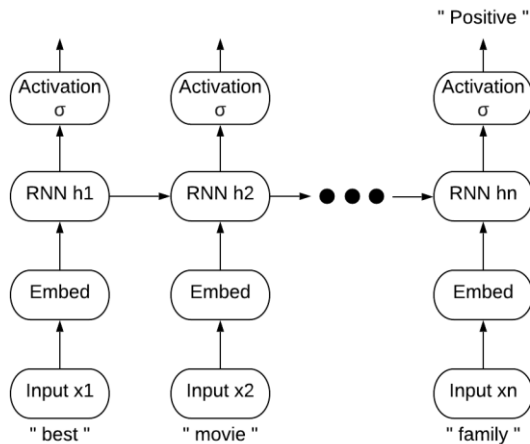 " Positive "
Activation σ
Activation σ
Activation σ
RNN h1
RNN h2
RNN hn
Embed
Embed
Embed
Input x1
Input x2
Input xn
" best "
" movie "
" family "